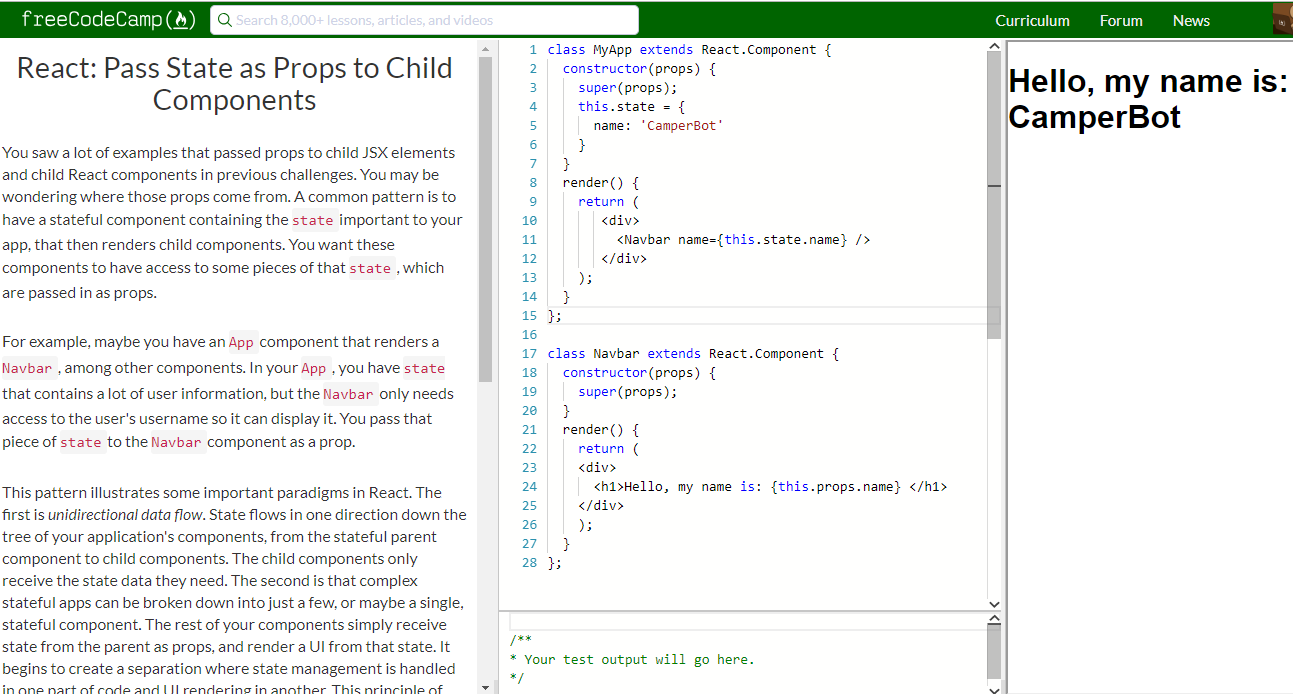 freeCodeCamp(🔥)
Search 8,000+ lessons, articles, and videos
Curriculum Forum News
React: Pass State as Props to Child
Components
You saw a lot of examples that passed props to child JSX elements
and child React components in previous challenges. You may be
wondering where those props come from. A common pattern is to
have a stateful component containing the state important to your
app, that then renders child components. You want these
components to have access to some pieces of that state , which
are passed in as props.
For example, maybe you have an App component that renders a
Navbar , among other components. In your App , you have state
that contains a lot of user information, but the Navbar only needs
access to the user's username so it can display it. You pass that
piece of state to the Navbar component as a prop.
This pattern illustrates some important paradigms in React. The
first is unidirectional data flow. State flows in one direction down the
tree of your application's components, from the stateful parent
component to child components. The child components only
receive the state data they need. The second is that complex
stateful apps can be broken down into just a few, or maybe a single,
stateful component. The rest of your components simply receive
state from the parent as props, and render a UI from that state. It
begins to create a separation where state management is handled
in one part of code and UI rendering in another. This principle of
1 class MyApp extends React.Component {
2 constructor(props) {
3 super(props);
4 this.state = {
5 name: 'CamperBot'
6 }
7 }
8 render() {
9 return (
10 <div>
11 <Navbar name={this.state.name} />
12 </div>
13 );
14 }
15 };
16
17 class Navbar extends React.Component {
18 constructor(props) {
19 super(props);
20 }
21 render() {
22 return (
23 <div>
24 <h1>Hello, my name is: {this.props.name} </h1>
25 </div>
26 );
27 }
28 };
/**
* Your test output will go here.
*/
Hello, my name is:
CamperBot